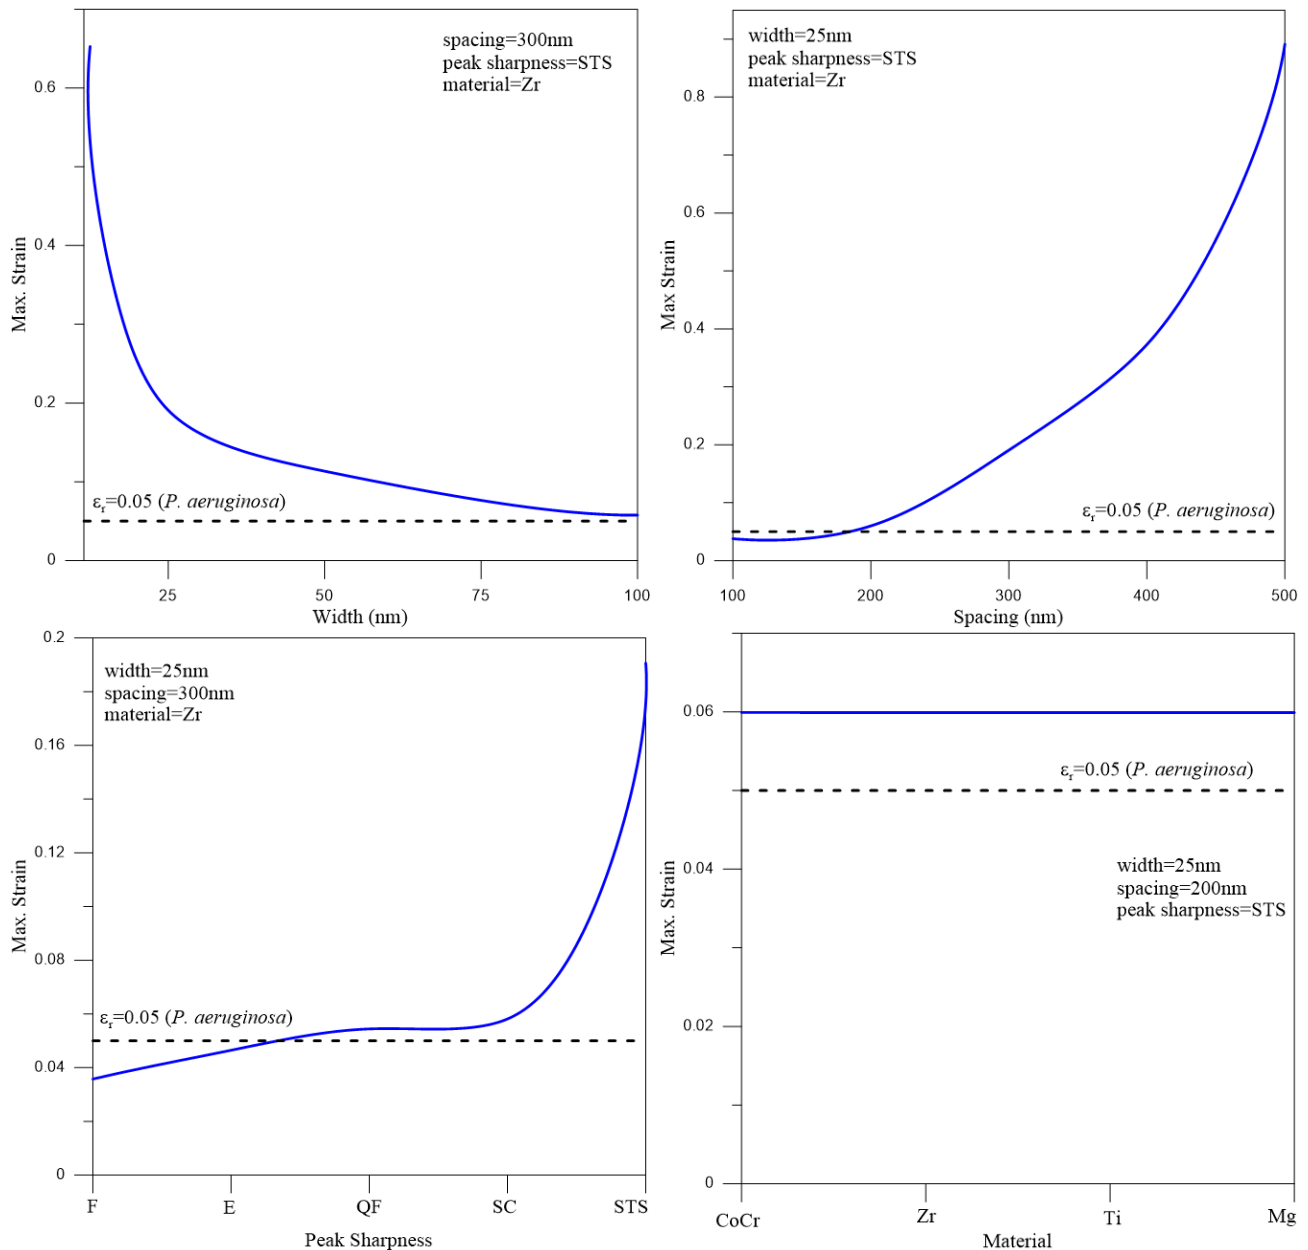 spacing=300nm
peak sharpness=STS
material=Zr
0.6
0.4
0.2
0
Max. Strain
εr=0.05 (P. aeruginosa)
25 50 75 100
Width (nm)
width=25nm
peak sharpness=STS
material=Zr
0.8
0.6
0.4
0.2
0
Max Strain
εr=0.05 (P. aeruginosa)
100 200 300 400 500
Spacing (nm)
0.2
0.16
0.12
0.08
0.04
0
Max. Strain
width=25nm
spacing=300nm
material=Zr
εr=0.05 (P. aeruginosa)
F E QF SC STS
Peak Sharpness
0.06
0.04
0.02
0
Max. Strain
εr=0.05 (P. aeruginosa)
width=25nm
spacing=200nm
peak sharpness=STS
CoCr Zr Ti Mg
Material